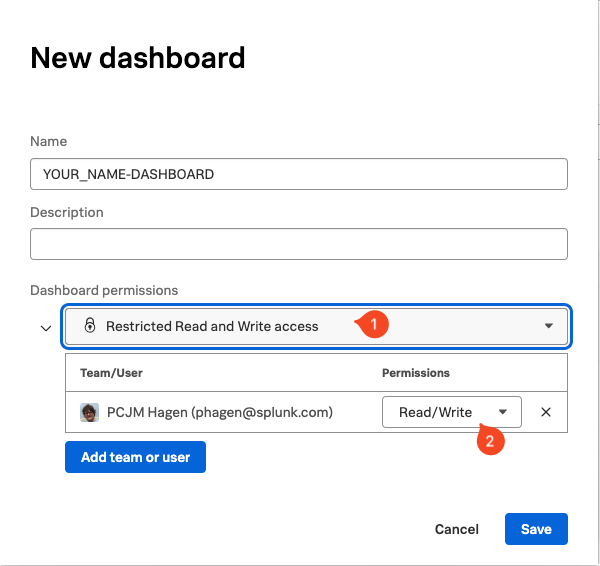 New dashboard
Name
YOUR_NAME-DASHBOARD
Description
Dashboard permissions
Restricted Read and Write access
1
Team/User Permissions
PCJM Hagen (phagen@splunk.com) Read/Write
2
Add team or user
Cancel Save